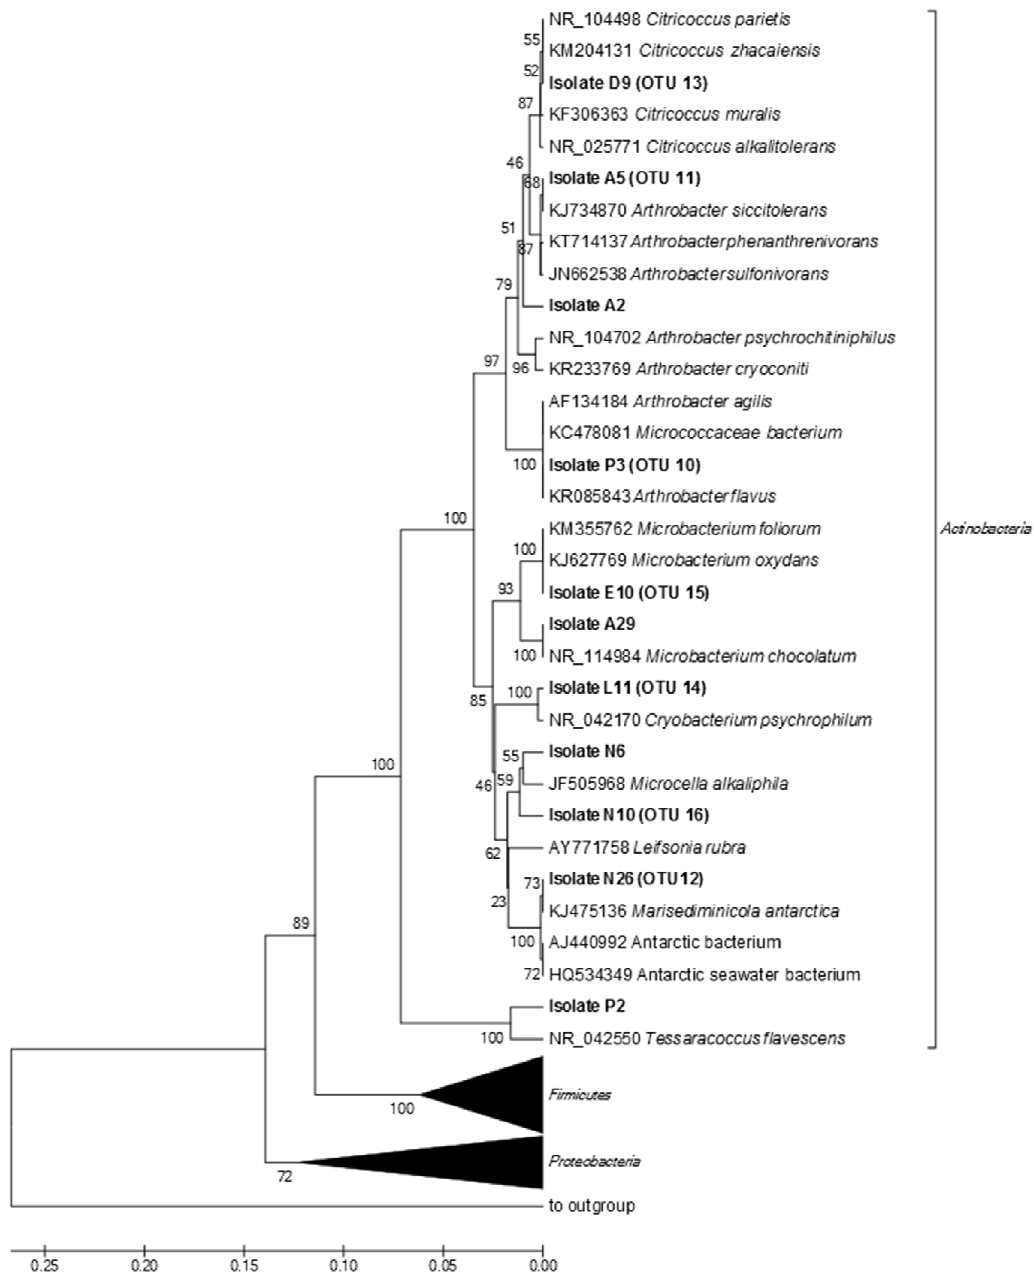 NR_104498 Citricoccus parietis
55
KM204131 Citricoccus zhacaiensis
52
Isolate D9 (OTU 13)
87
KF306363 Citricoccus muralis
NR_025771 Citricoccus alkalitolerans
46
68
Isolate A5 (OTU 11)
KJ734870 Arthrobacter siccitolerans
51
KT714137 Arthrobacter phenanthrenivorans
87
JN662538 Arthrobacter sulfonivorans
79
Isolate A2
NR_104702 Arthrobacter psychrochitiniphilus
97
96
KR233769 Arthrobacter cryoconiti
AF134184 Arthrobacter agilis
KC478081 Micrococcaceae bacterium
100
Isolate P3 (OTU 10)
KR085843 Arthrobacter flavus
100
KM355762 Microbacterium foliorum
Actinobacteria
100
KJ627769 Microbacterium oxydans
93
Isolate E10 (OTU 15)
Isolate A29
100
NR_114984 Microbacterium chocolatum
85
100
Isolate L11 (OTU 14)
NR_042170 Cryobacterium psychrophilum
55
Isolate N6
100
46
59
JF505968 Microcella alkaliphila
Isolate N10 (OTU 16)
62
AY771758 Leifsonia rubra
73
Isolate N26 (OTU12)
23
KJ475136 Marisediminicola antarctica
89
100
AJ440992 Antarctic bacterium
72
HQ534349 Antarctic seawater bacterium
Isolate P2
100
NR_042550 Tessaracoccus flavescens
Firmicutes
100
Proteobacteria
72
to outgroup
0.25 0.20 0.15 0.10 0.05 0.00